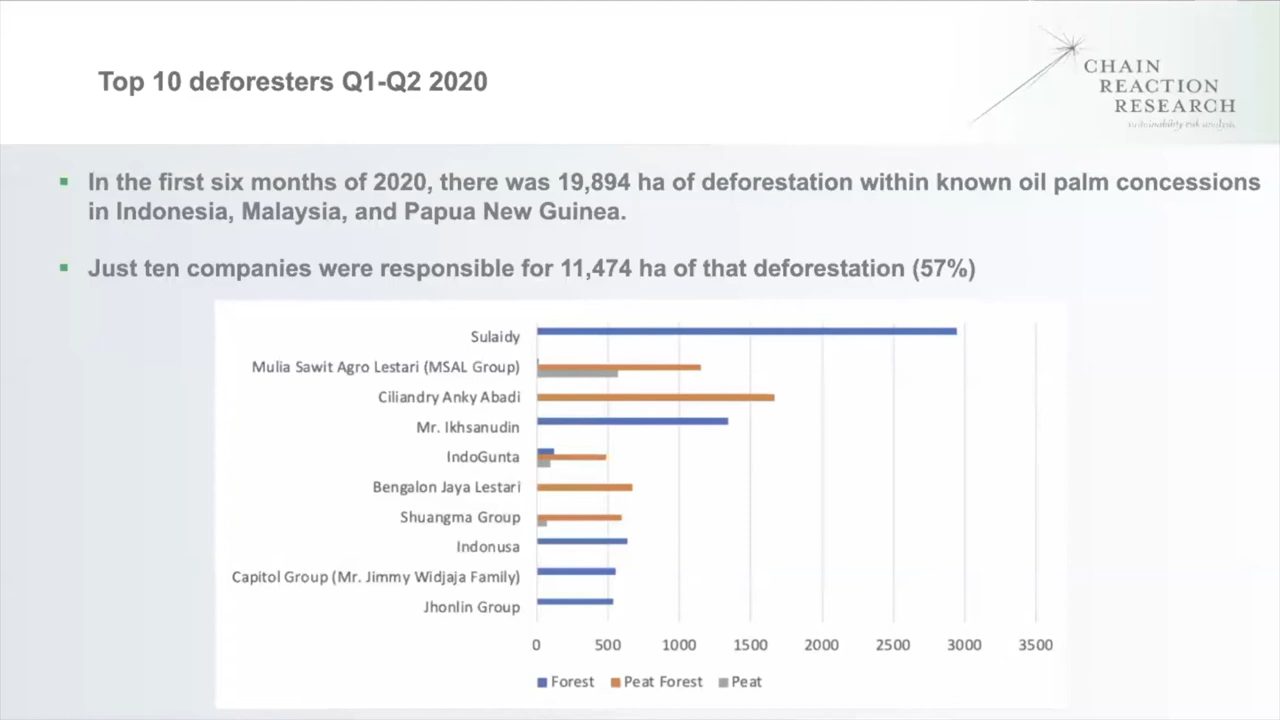 Top 10 deforesters Q1-Q2 2020
CHAIN
REACTION
RESEARCH
sustainability risk analysis
In the first six months of 2020, there was 19,894 ha of deforestation within known oil palm concessions
in Indonesia, Malaysia, and Papua New Guinea.
Just ten companies were responsible for 11,474 ha of that deforestation (57%)
Sulaidy
Mulia Sawit Agro Lestari (MSAL Group)
Ciliandry Anky Abadi
Mr. Ikhsanudin
IndoGunta
Bengalon Jaya Lestari
Shuangma Group
Indonusa
Capitol Group (Mr. Jimmy Widjaja Family)
Jhonlin Group
0 500 1000 1500 2000 2500 3000 3500
Forest Peat Forest Peat